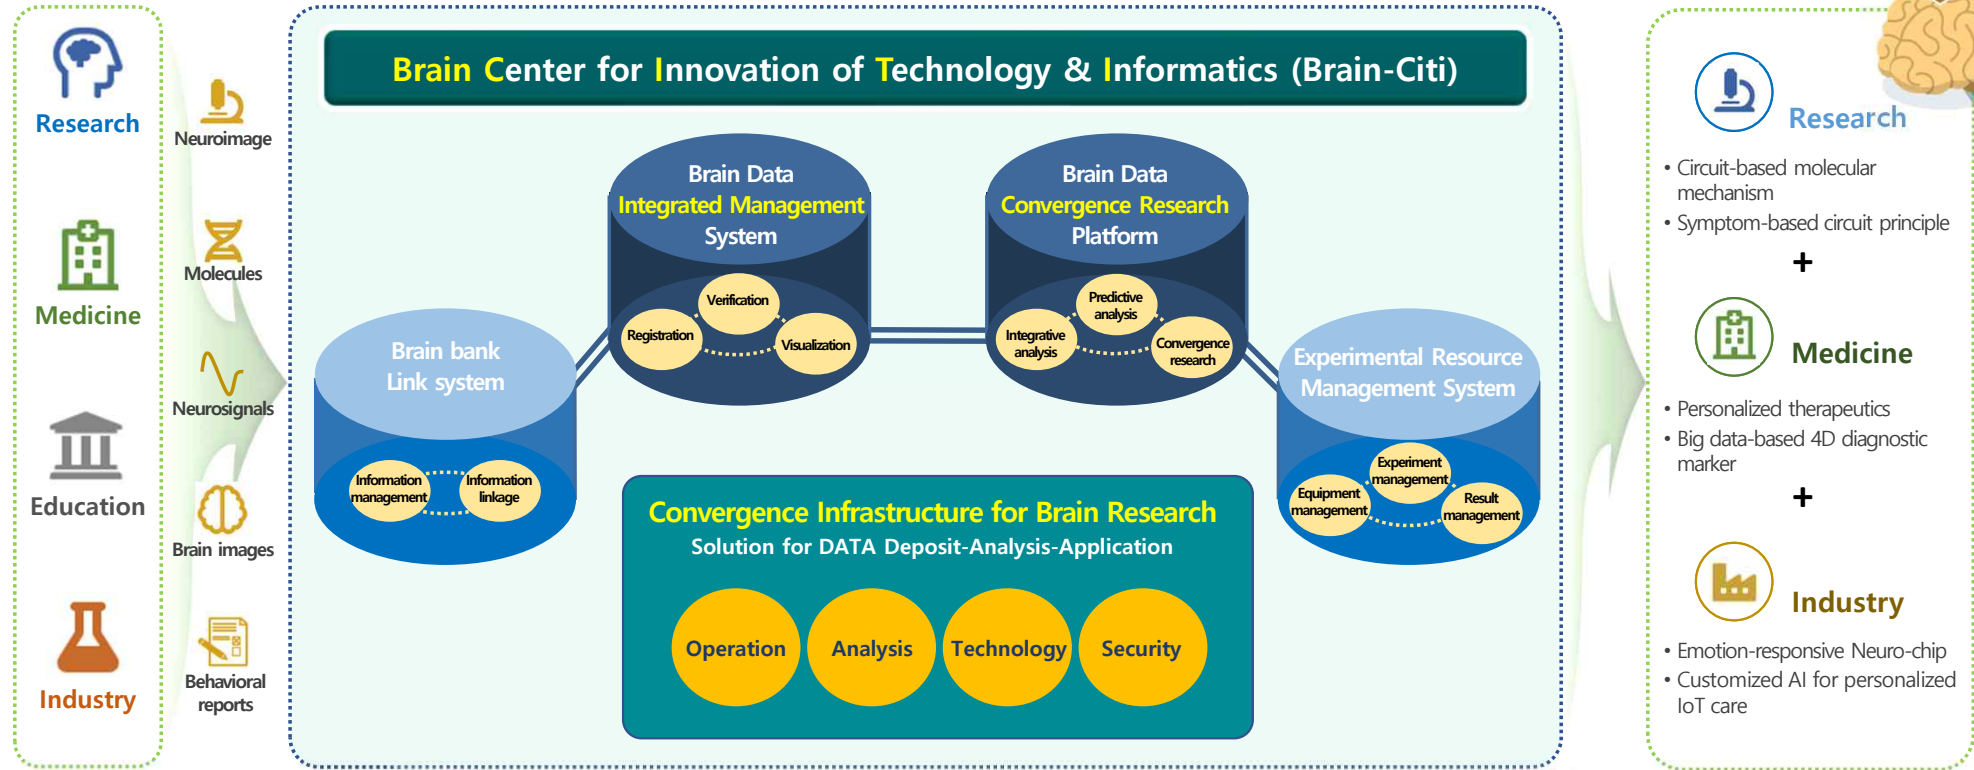 Research
Medicine
Education
Industry
Neuroimage
Molecules
Neurosignals
Brain images
Behavioral
reports
Brain Center for Innovation of Technology & Informatics (Brain-Citi)
Brain bank
Link system
Information
management
Information
linkage
Brain Data
Integrated Management
System
Registration
Verification
Visualization
Brain Data
Convergence Research
Platform
Integrative
analysis
Predictive
analysis
Convergence
research
Experimental Resource
Management System
Equipment
management
Experiment
management
Result
management
Convergence Infrastructure for Brain Research
Solution for DATA Deposit-Analysis-Application
Operation
Analysis
Technology
Security
Research
• Circuit-based molecular
mechanism
• Symptom-based circuit principle
+
Medicine
• Personalized therapeutics
• Big data-based 4D diagnostic
marker
+
Industry
• Emotion-responsive Neuro-chip
• Customized AI for personalized
IoT care